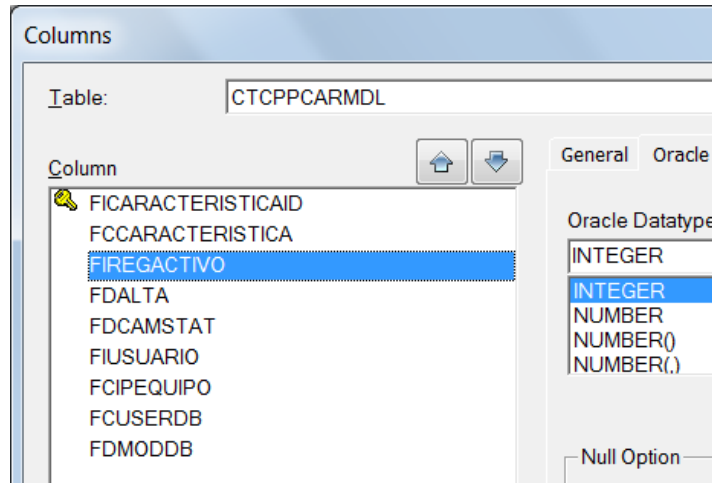 Columns
Table: CTCPPCARMDL
Column
FICARACTERISTICAID
FCCARACTERISTICA
FIREGACTIVO
FDALTA
FDCAMSTAT
FIUSUARIO
FCIPEQUIPO
FCUSERDB
FDMODDB
General Oracle
Oracle Datatype
INTEGER
INTEGER
NUMBER
NUMBER()
NUMBER(,)
Null Option